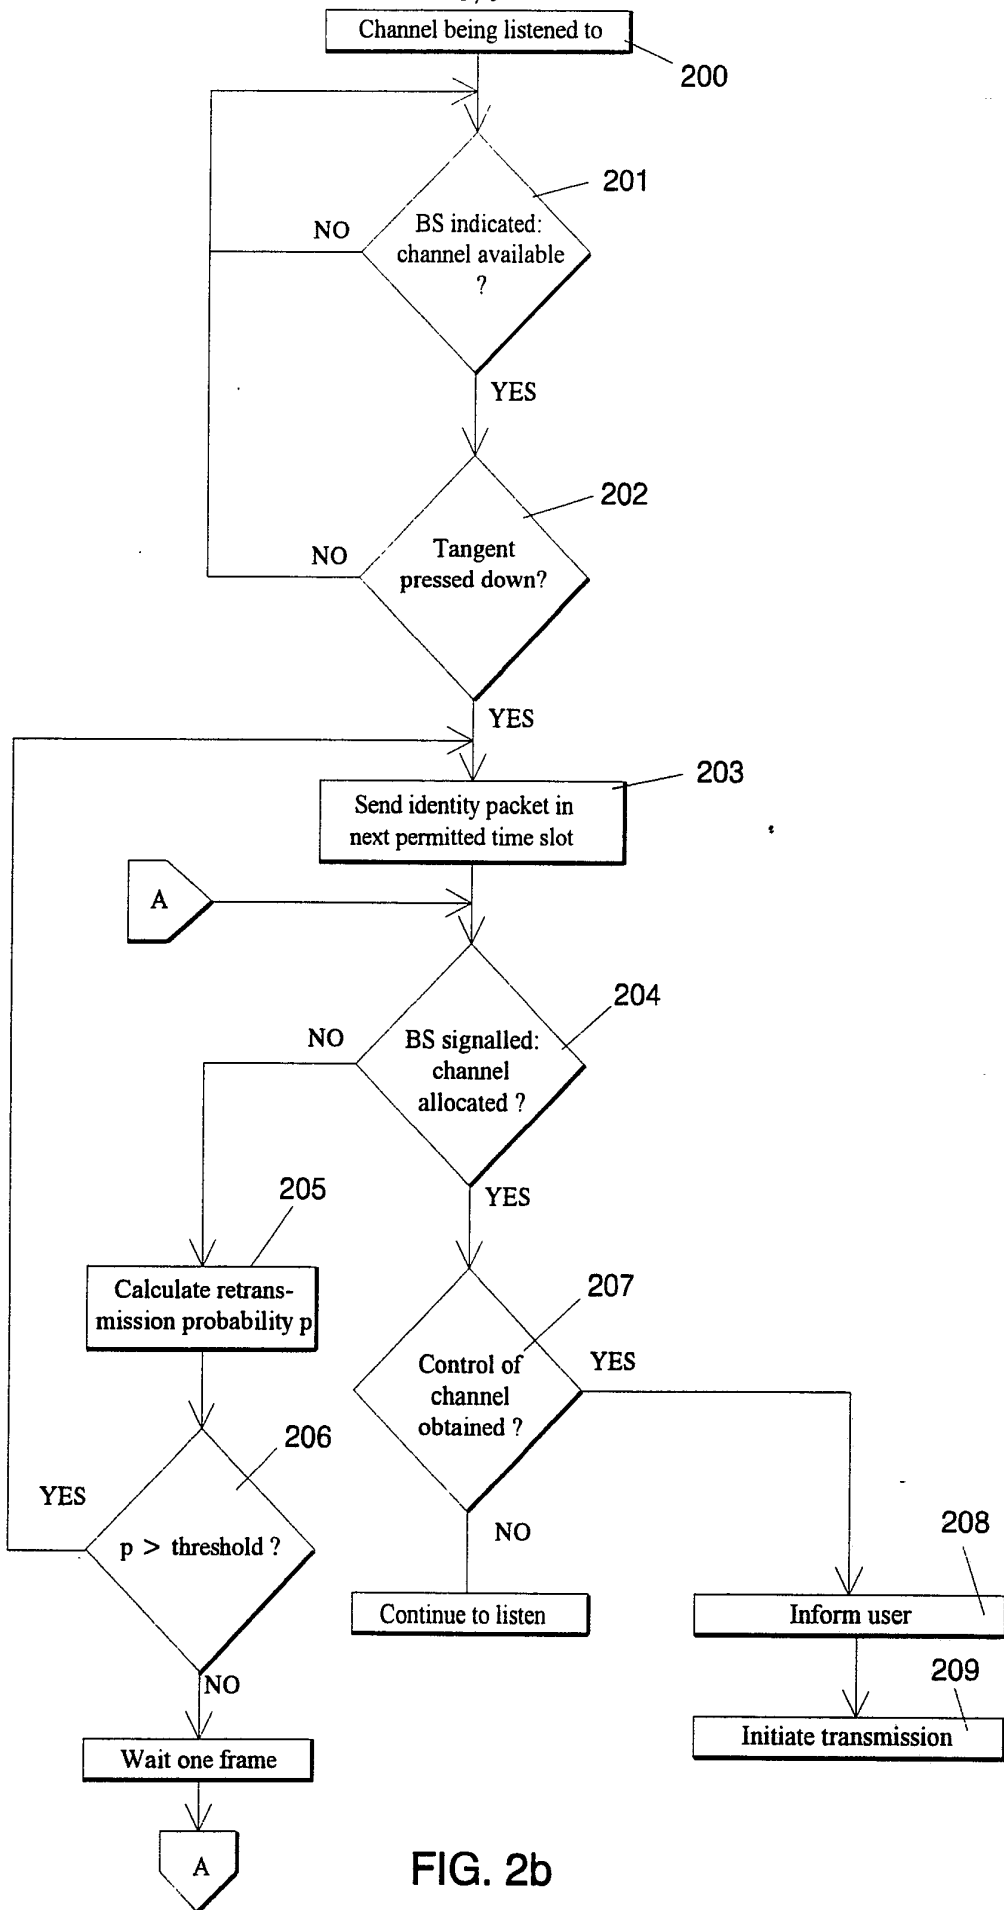 Channel being listened to
200
201
BS indicated:
channel available
?
NO
YES
202
Tangent
pressed down?
NO
YES
203
Send identity packet in
next permitted time slot
A
204
BS signalled:
channel
allocated ?
NO
YES
205
Calculate retrans-
mission probability p
207
Control of
channel
obtained ?
YES
206
YES
p > threshold ?
NO
208
Continue to listen
Inform user
NO
209
Wait one frame
Initiate transmission
A
FIG. 2b